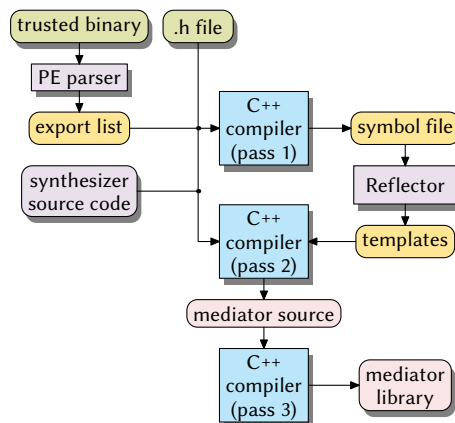 trusted binary
.h file
PE parser
export list
C++
compiler
(pass 1)
symbol file
synthesizer
source code
Reflector
C++
compiler
(pass 2)
templates
mediator source
C++
compiler
(pass 3)
mediator
library